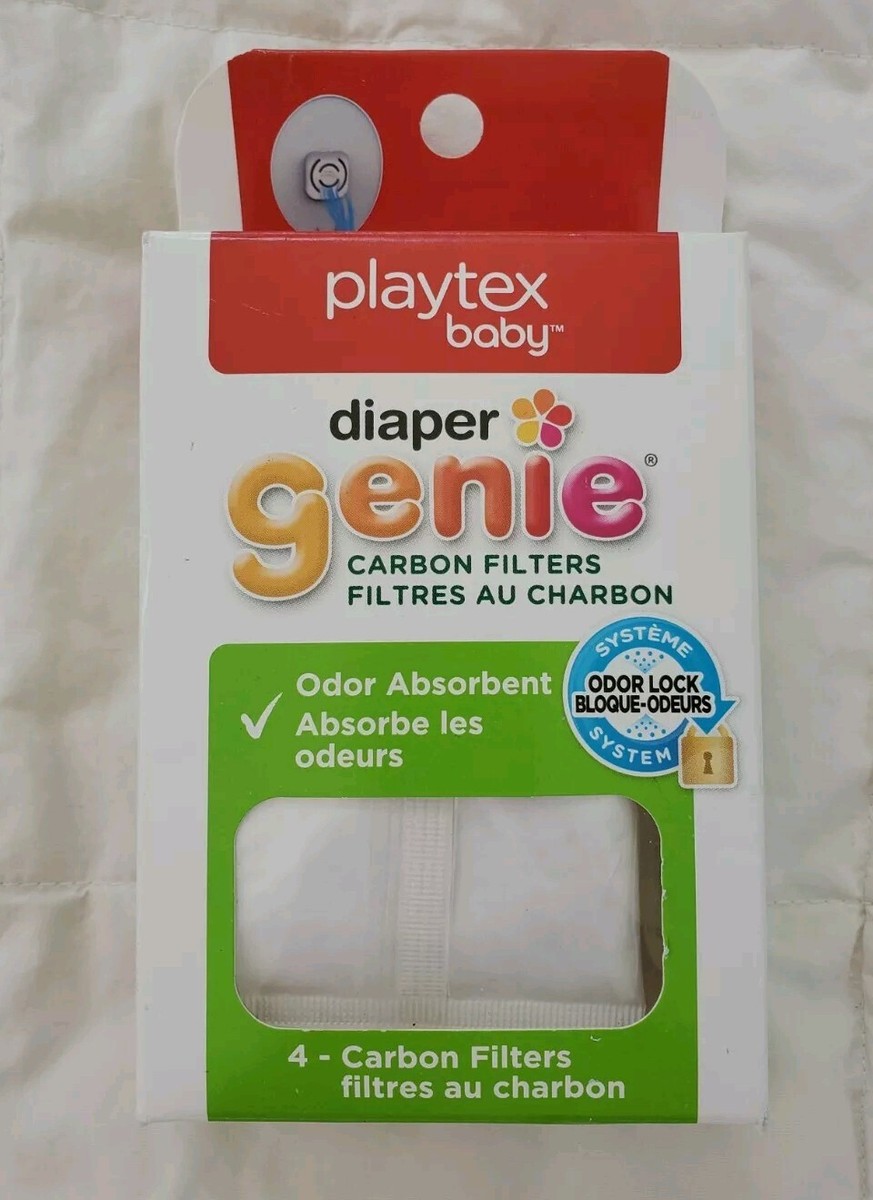 playtex
baby™
diaper
genie®
CARBON FILTERS
FILTRES AU CHARBON
Odor Absorbent
Absorbe les
odeurs
SYSTÈME
ODOR LOCK
BLOQUE-ODEURS
SYSTEM
4 - Carbon Filters
filtres au charbon